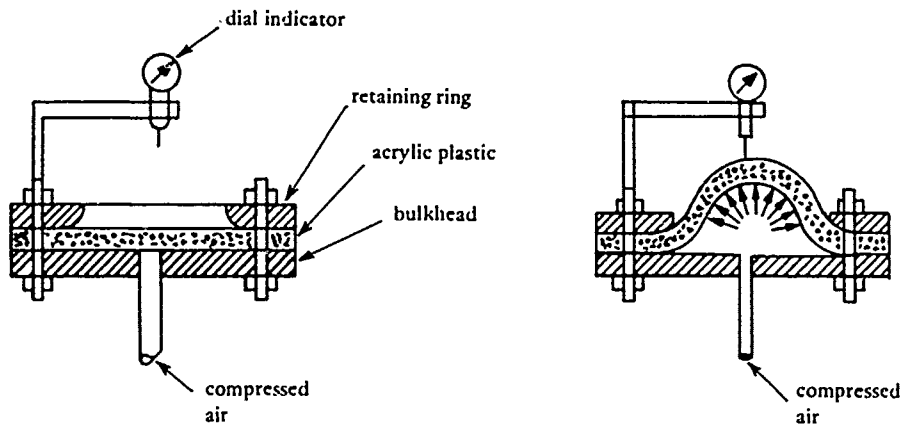 dial indicator
retaining ring
acrylic plastic
bulkhead
compressed
air
compressed
air